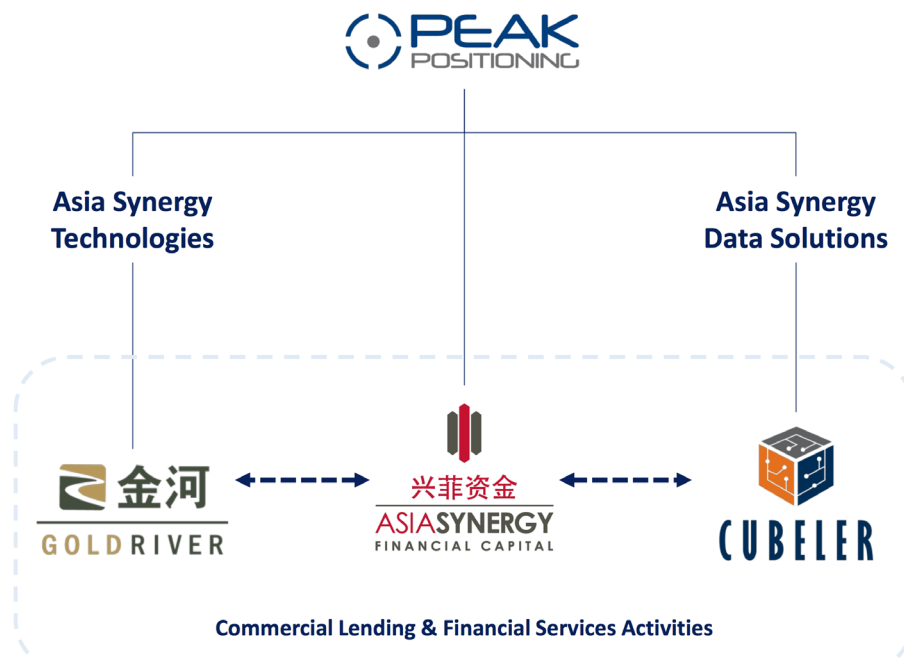 PEAK
POSITIONING
Asia Synergy
Technologies
Asia Synergy
Data Solutions
金河
GOLDRIVER
兴菲资金
ASIASYNERGY
FINANCIAL CAPITAL
CUBELER
Commercial Lending & Financial Services Activities